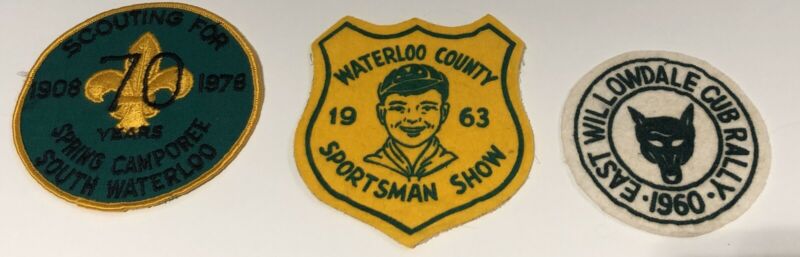 SCOUTING FOR
1908 70 1978
YEARS
SPRING CAMPOREE
SOUTH WATERLOO
WATERLOO COUNTY
19 63
SPORTSMAN SHOW
EAST WILLOWDALE CUB RALLY
·1960·